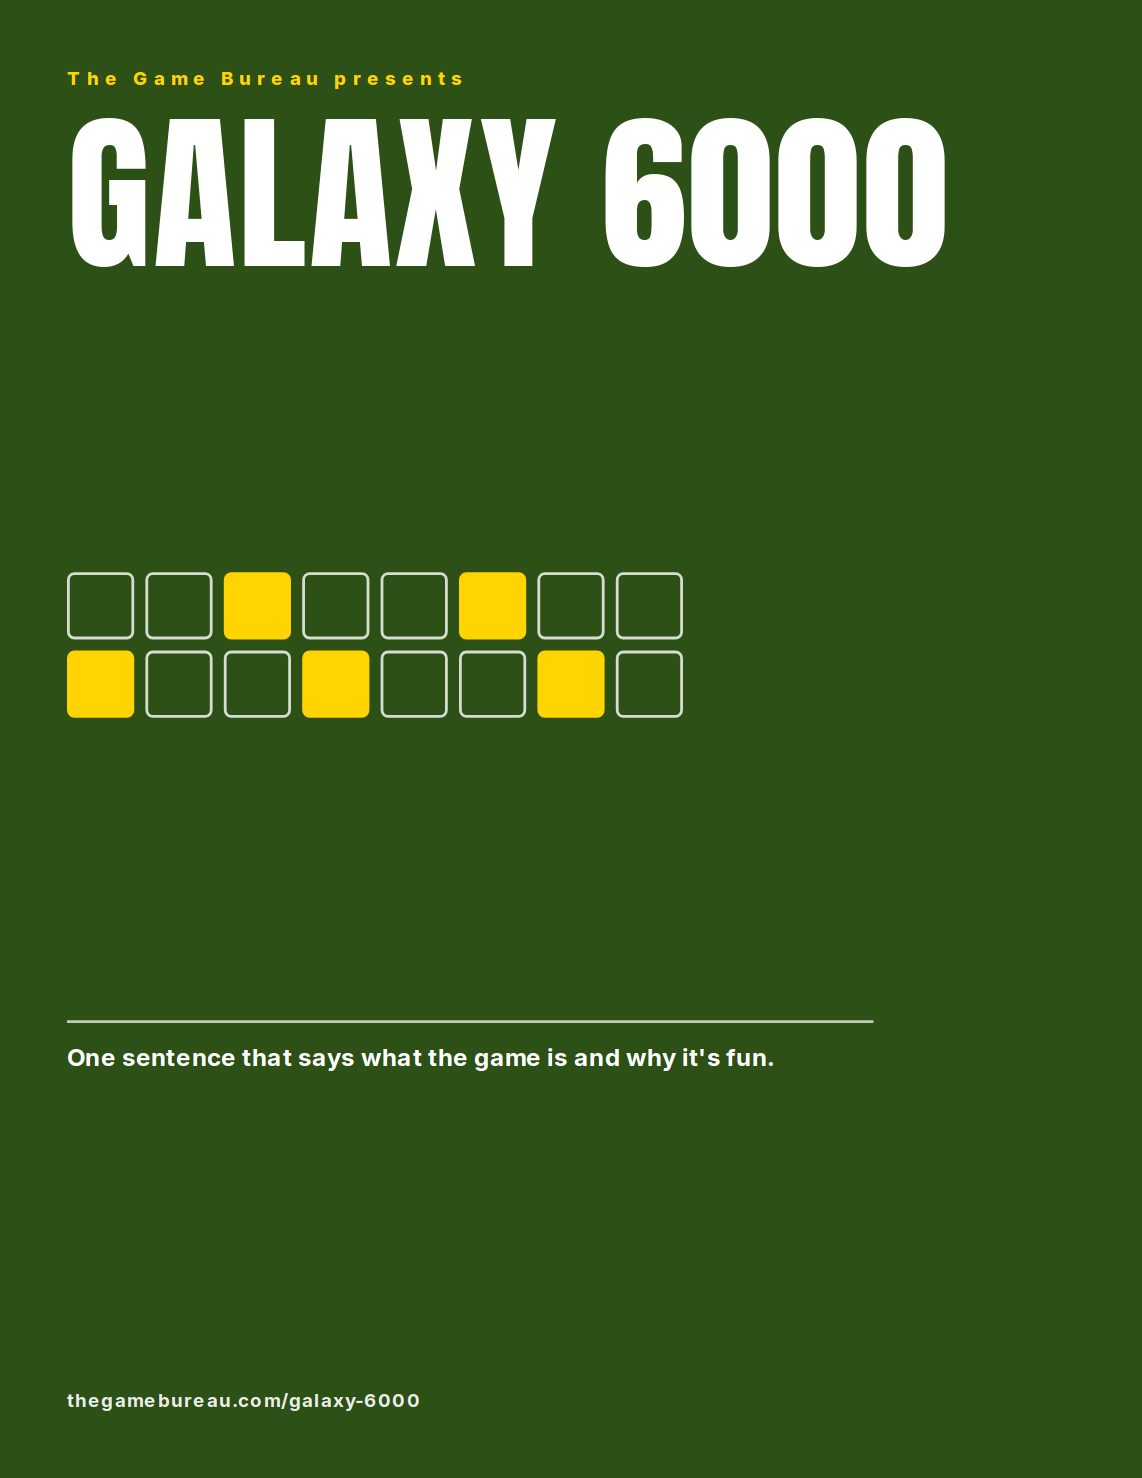 The Game Bureau presents
GALAXY 6000
One sentence that says what the game is and why it's fun.
thegamebureau.com/galaxy-6000